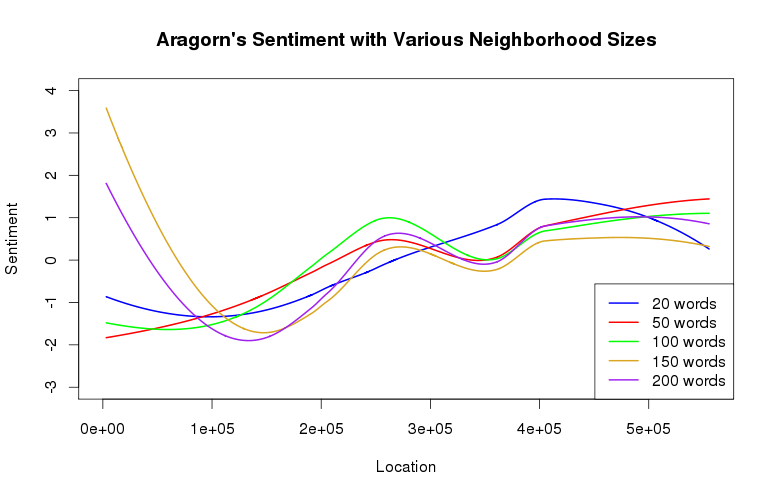 Aragorn's Sentiment with Various Neighborhood Sizes
Sentiment
4
3
2
1
0
-1
-2
-3
0e+00 1e+05 2e+05 3e+05 4e+05 5e+05
Location
20 words
50 words
100 words
150 words
200 words